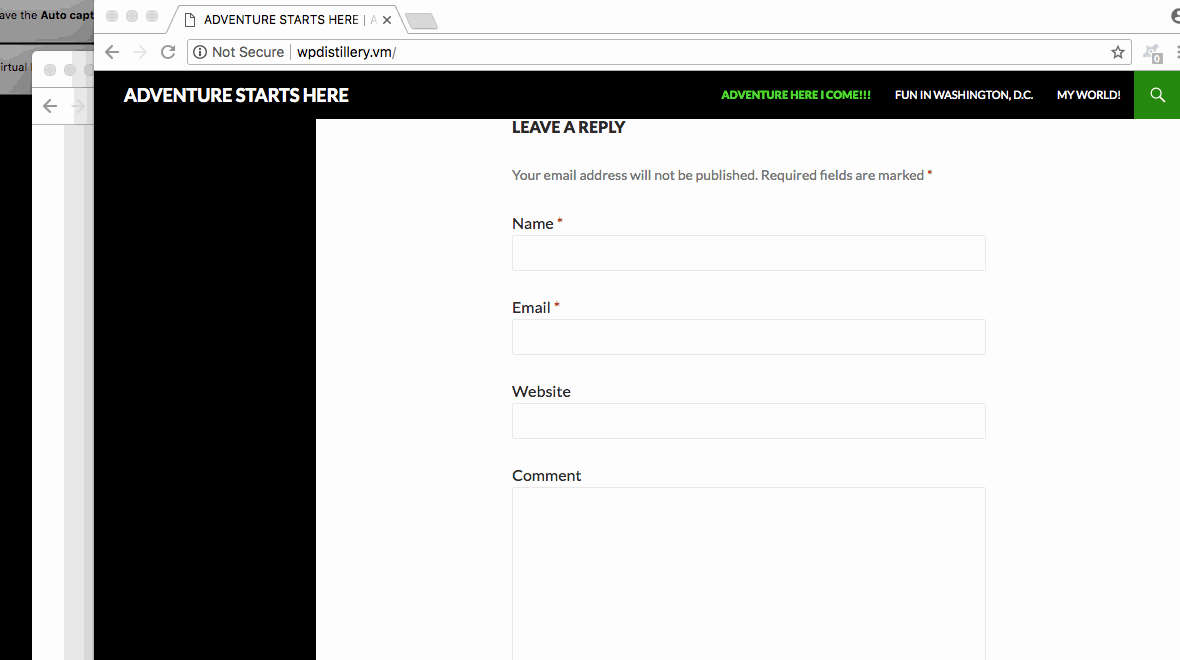 ave the Auto capt
irtual
ADVENTURE STARTS HERE | A
Not Secure | wpdistillery.vm/
0
ADVENTURE STARTS HERE
ADVENTURE HERE I COME!!! FUN IN WASHINGTON, D.C. MY WORLD!
LEAVE A REPLY
Your email address will not be published. Required fields are marked *
Name *
Email *
Website
Comment